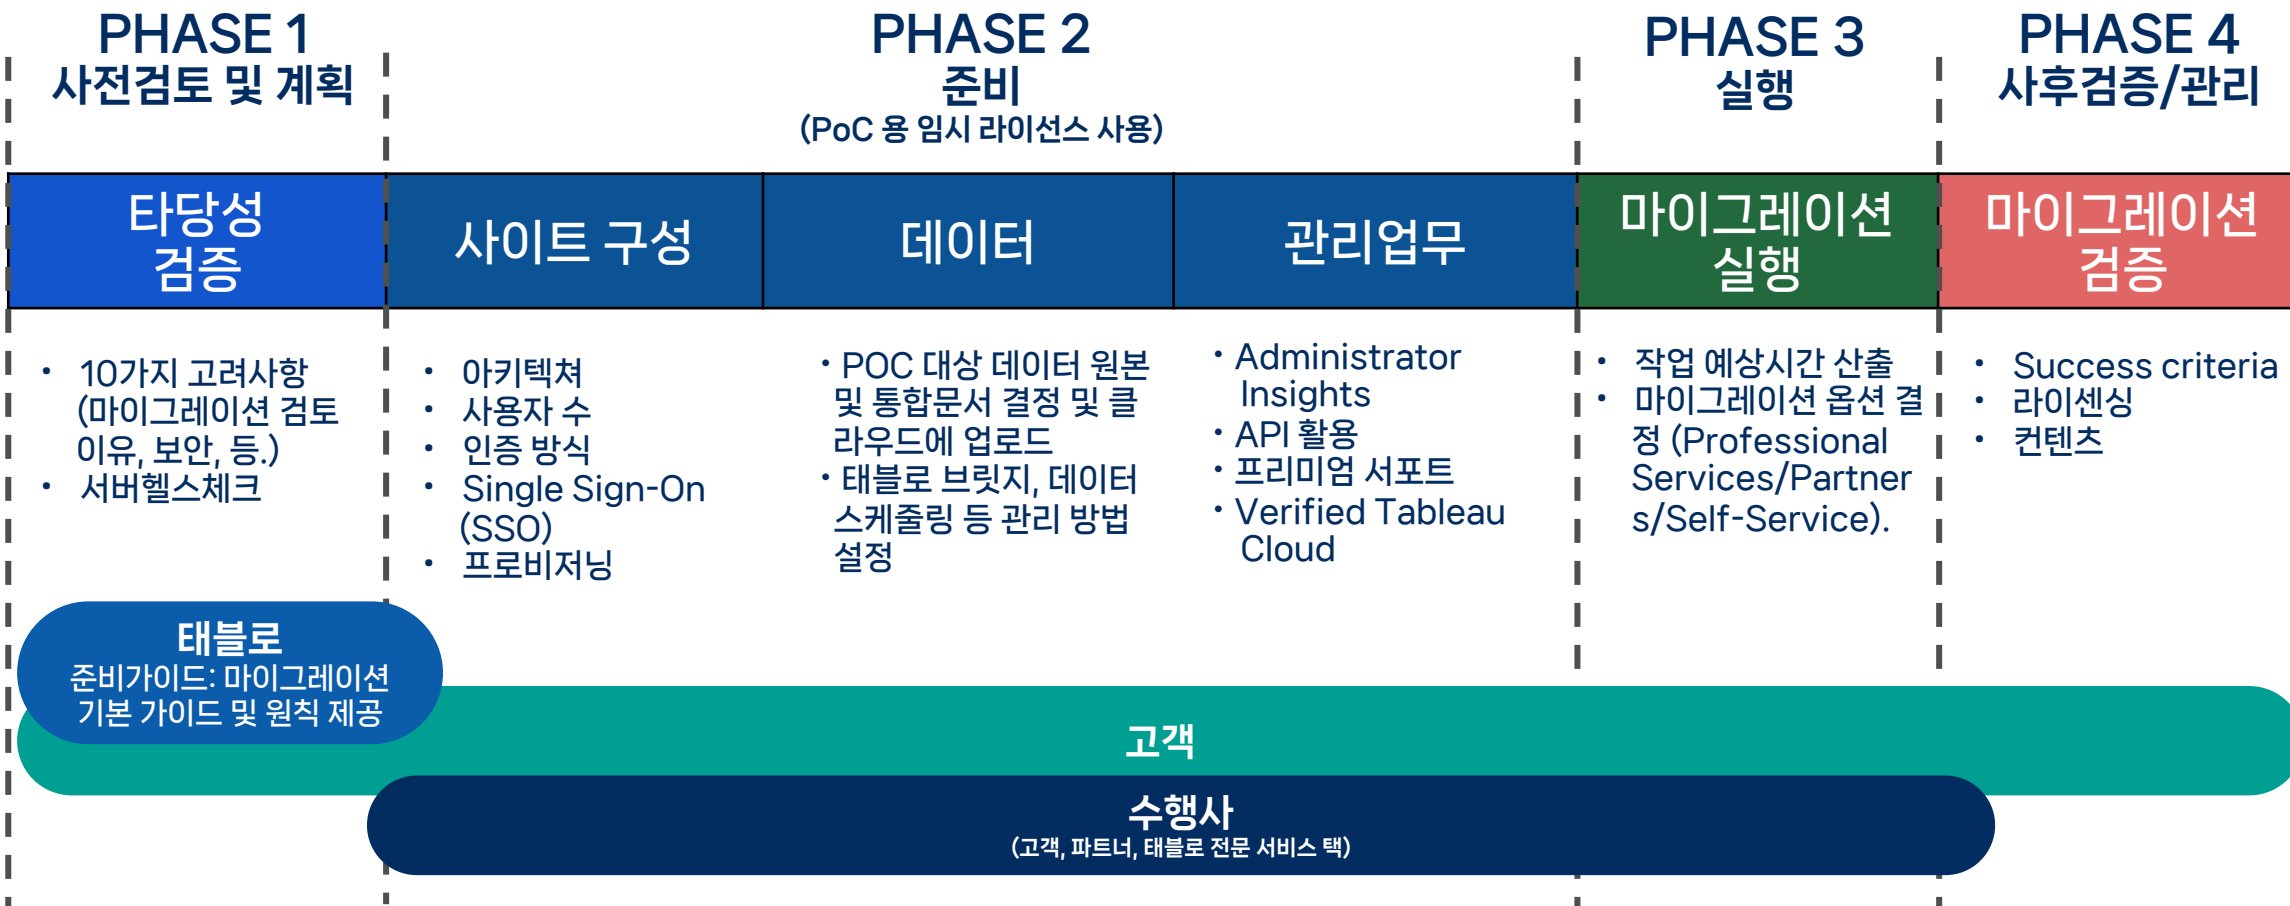 PHASE 1
사전검토 및 계획
PHASE 2
준비
(PoC 용 임시 라이선스 사용)
PHASE 3
실행
PHASE 4
사후검증/관리
타당성
검증
사이트 구성
데이터
관리업무
마이그레이션
실행
마이그레이션
검증
• 10가지 고려사항
(마이그레이션 검토
이유, 보안, 등.)
• 서버헬스체크
• 아키텍쳐
• 사용자 수
• 인증 방식
• Single Sign-On
(SSO)
• 프로비저닝
• POC 대상 데이터 원본
및 통합문서 결정 및 클
라우드에 업로드
• 태블로 브릿지, 데이터
스케줄링 등 관리 방법
설정
• Administrator
Insights
• API 활용
• 프리미엄 서포트
• Verified Tableau
Cloud
• 작업 예상시간 산출
• 마이그레이션 옵션 결
정 (Professional
Services/Partner
s/Self-Service).
• Success criteria
• 라이센싱
• 컨텐츠
태블로
준비가이드: 마이그레이션
기본 가이드 및 원칙 제공
고객
수행사
(고객, 파트너, 태블로 전문 서비스 택)